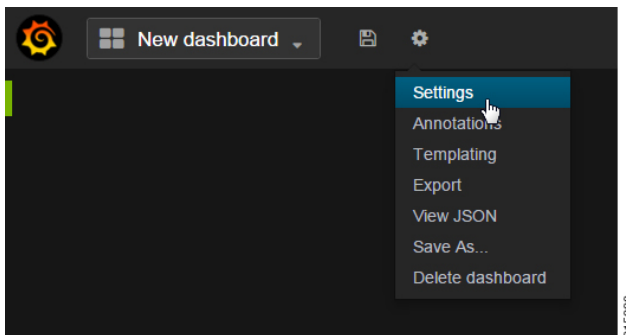 New dashboard
Settings
Annotations
Templating
Export
View JSON
Save As...
Delete dashboard